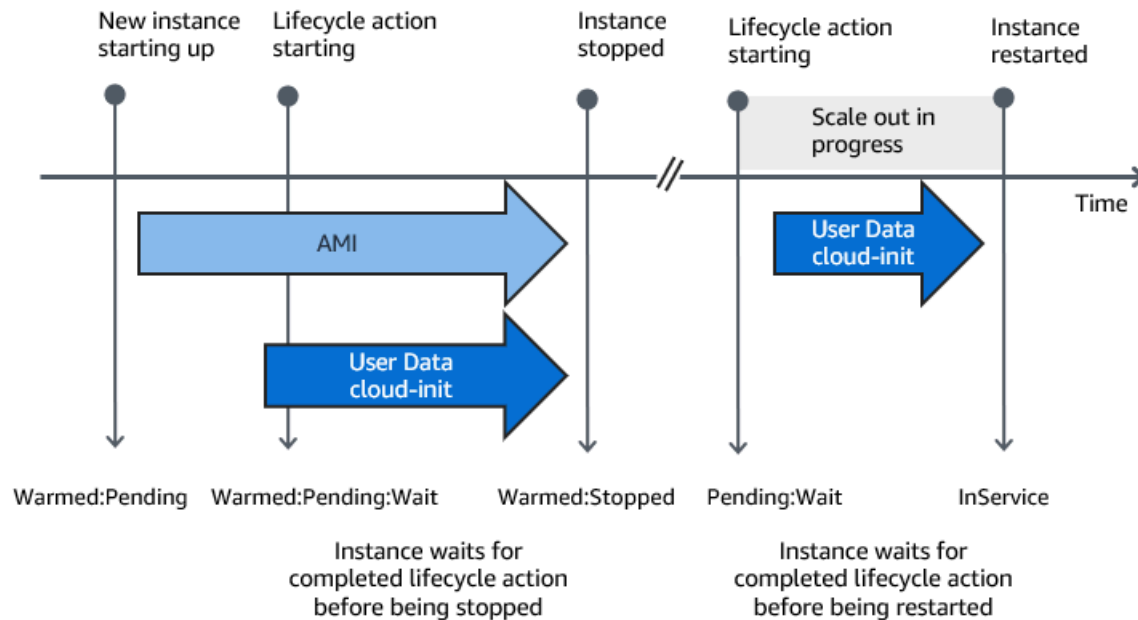 New instance
starting up
Lifecycle action
starting
Instance
stopped
Lifecycle action
starting
Instance
restarted
Scale out in
progress
Time
AMI
User Data
cloud-init
User Data
cloud-init
Warmed:Pending
Warmed:Pending:Wait
Warmed:Stopped
Pending:Wait
InService
Instance waits for
completed lifecycle action
before being stopped
Instance waits for
completed lifecycle action
before being restarted